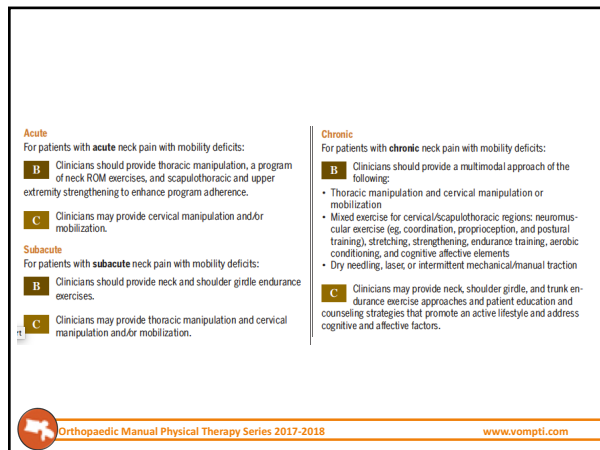 Acute
For patients with acute neck pain with mobility deficits:
B Clinicians should provide thoracic manipulation, a program
of neck ROM exercises, and scapulothoracic and upper
extremity strengthening to enhance program adherence.
C Clinicians may provide cervical manipulation and/or
mobilization.
Subacute
For patients with subacute neck pain with mobility deficits:
B Clinicians should provide neck and shoulder girdle endurance
exercises.
C Clinicians may provide thoracic manipulation and cervical
manipulation and/or mobilization.
Chronic
For patients with chronic neck pain with mobility deficits:
B Clinicians should provide a multimodal approach of the
following:
• Thoracic manipulation and cervical manipulation or
mobilization
• Mixed exercise for cervical/scapulothoracic regions: neuromus-
cular exercise (eg, coordination, proprioception, and postural
training), stretching, strengthening, endurance training, aerobic
conditioning, and cognitive affective elements
• Dry needling, laser, or intermittent mechanical/manual traction
C Clinicians may provide neck, shoulder girdle, and trunk en-
durance exercise approaches and patient education and
counseling strategies that promote an active lifestyle and address
cognitive and affective factors.
Orthopaedic Manual Physical Therapy Series 2017-2018
www.vompti.com